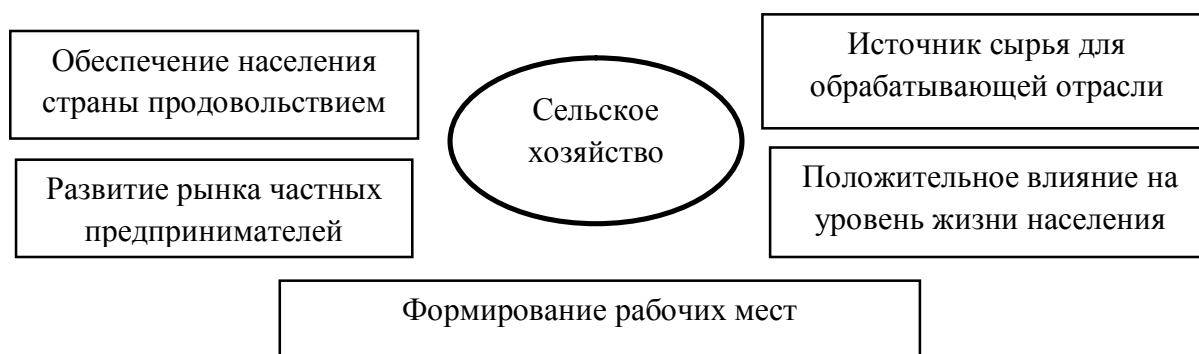 Обеспечение населения
страны продовольствием
Сельское
хозяйство
Источник сырья для
обрабатывающей отрасли
Развитие рынка частных
предпринимателей
Положительное влияние на
уровень жизни населения
Формирование рабочих мест